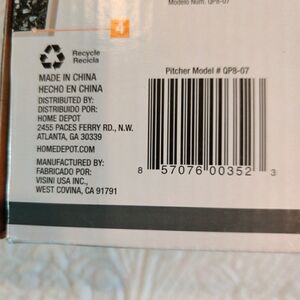 Modelo Num. QP8-07
4
Recycle
Recicla
Pitcher Model # QP8-07
MADE IN CHINA
HECHO EN CHINA
DISTRIBUTED BY:
DISTRIBUIDO POR:
HOME DEPOT
2455 PACES FERRY RD., N.W.
ATLANTA, GA 30339
HOMEDEPOT.COM
MANUFACTURED BY:
FABRICADO POR:
VISINI USA INC.,
WEST COVINA, CA 91791
8 57076 00352 3